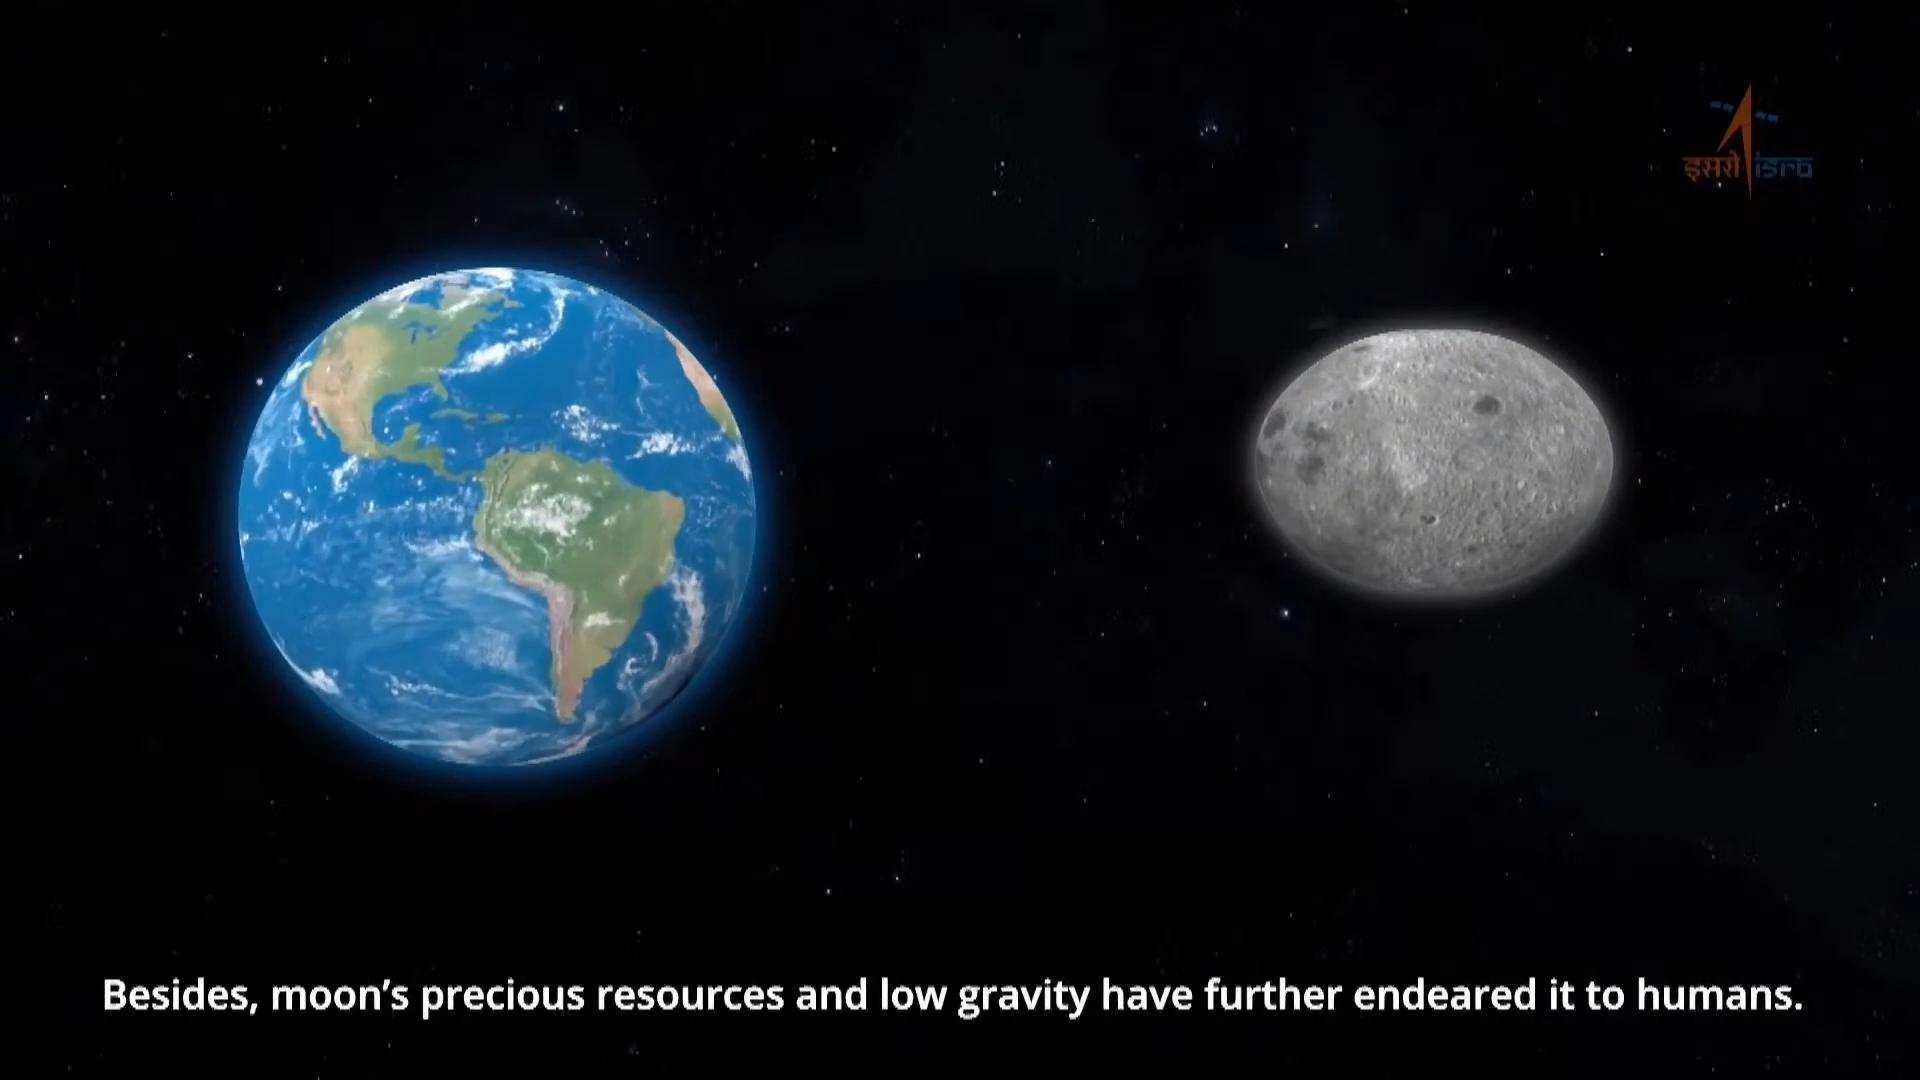 इसरो isro
Besides, moon's precious resources and low gravity have further endeared it to humans.